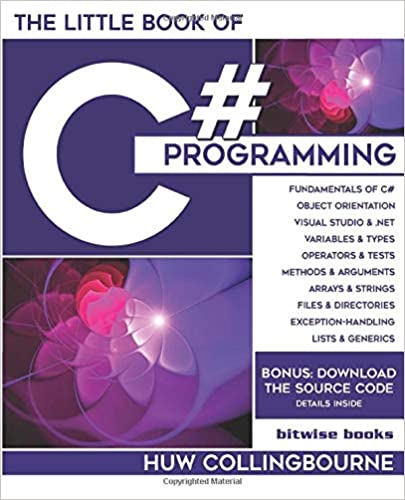 THE LITTLE BOOK OF
C#
PROGRAMMING
FUNDAMENTALS OF C#
OBJECT ORIENTATION
VISUAL STUDIO & .NET
VARIABLES & TYPES
OPERATORS & TESTS
METHODS & ARGUMENTS
ARRAYS & STRINGS
FILES & DIRECTORIES
EXCEPTION-HANDLING
LISTS & GENERICS
BONUS: DOWNLOAD
THE SOURCE CODE
DETAILS INSIDE
bitwise books
HUW COLLINGBOURNE
Copyrighted Material